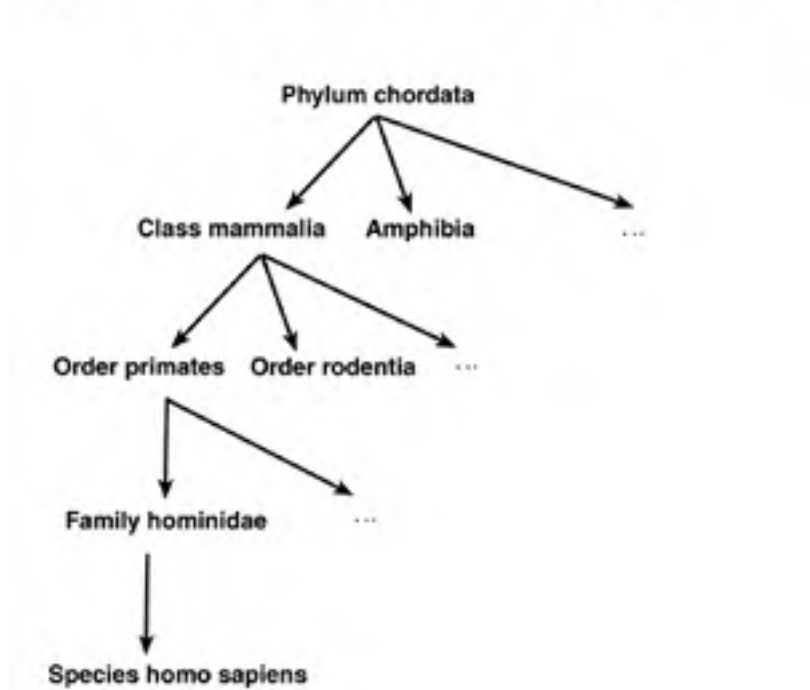 Phylum chordata
Class mammalia Amphibia ...
Order primates Order rodentia ...
Family hominidae ...
Species homo sapiens